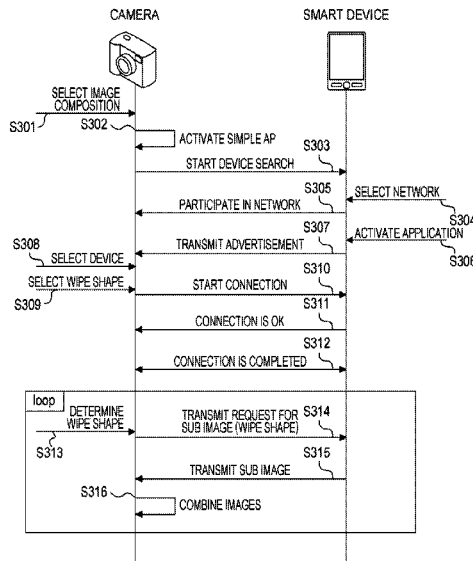 CAMERA
SMART DEVICE
SELECT IMAGE
COMPOSITION
S301
S302
ACTIVATE SIMPLE AP
START DEVICE SEARCH
S303
SELECT NETWORK
S304
S305
PARTICIPATE IN NETWORK
ACTIVATE APPLICATION
S306
S307
TRANSMIT ADVERTISEMENT
S308
SELECT DEVICE
SELECT WIPE SHAPE
S309
START CONNECTION
S310
S311
CONNECTION IS OK
S312
CONNECTION IS COMPLETED
loop
DETERMINE
WIPE SHAPE
S313
TRANSMIT REQUEST FOR
SUB IMAGE (WIPE SHAPE)
S314
S315
TRANSMIT SUB IMAGE
S316
COMBINE IMAGES